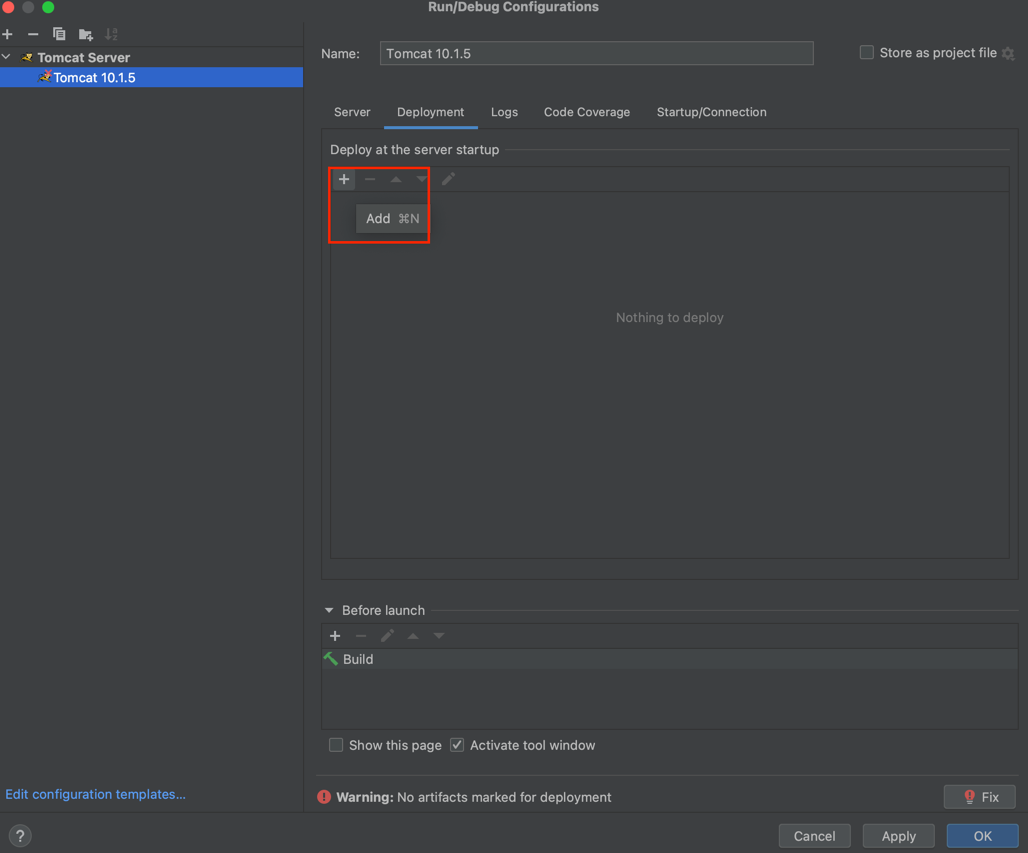 Run/Debug Configurations
Tomcat Server
Tomcat 10.1.5
Name: Tomcat 10.1.5
Store as project file
Server Deployment Logs Code Coverage Startup/Connection
Deploy at the server startup
Add ⌘N
Nothing to deploy
Before launch
Build
Show this page Activate tool window
Edit configuration templates...
Warning: No artifacts marked for deployment
Fix
? Cancel Apply OK